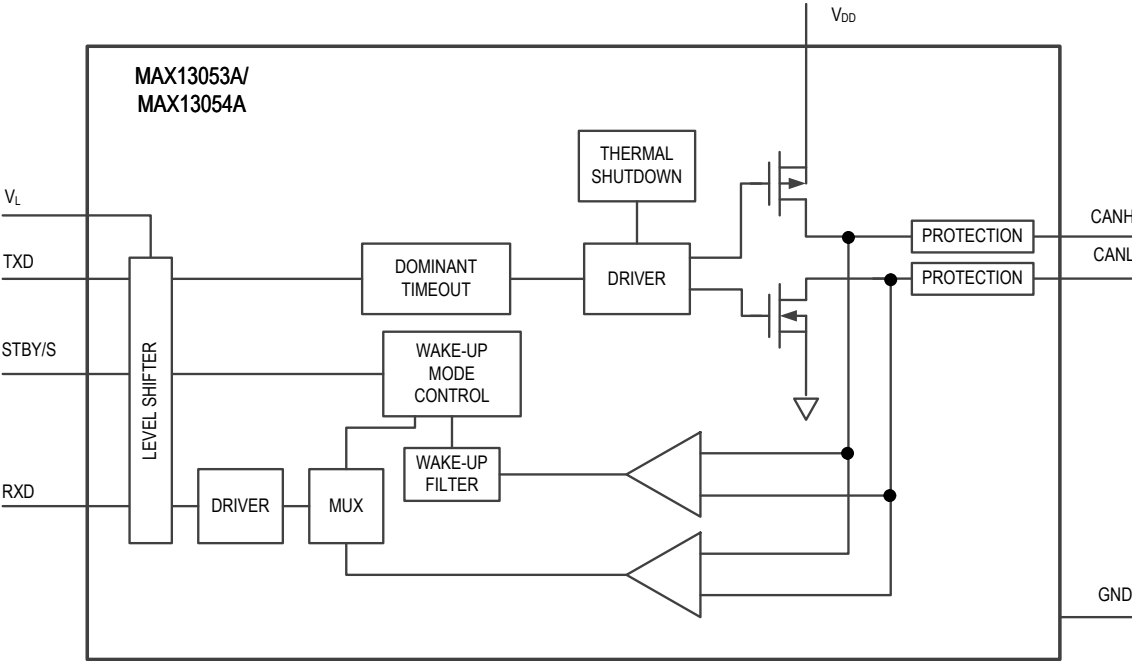 VDD
MAX13053A/
MAX13054A
THERMAL
SHUTDOWN
VL
CANH
PROTECTION
TXD
CANL
DOMINANT
TIMEOUT
DRIVER
PROTECTION
STBY/S
WAKE-UP
MODE
CONTROL
LEVEL SHIFTER
WAKE-UP
FILTER
RXD
DRIVER
MUX
GND